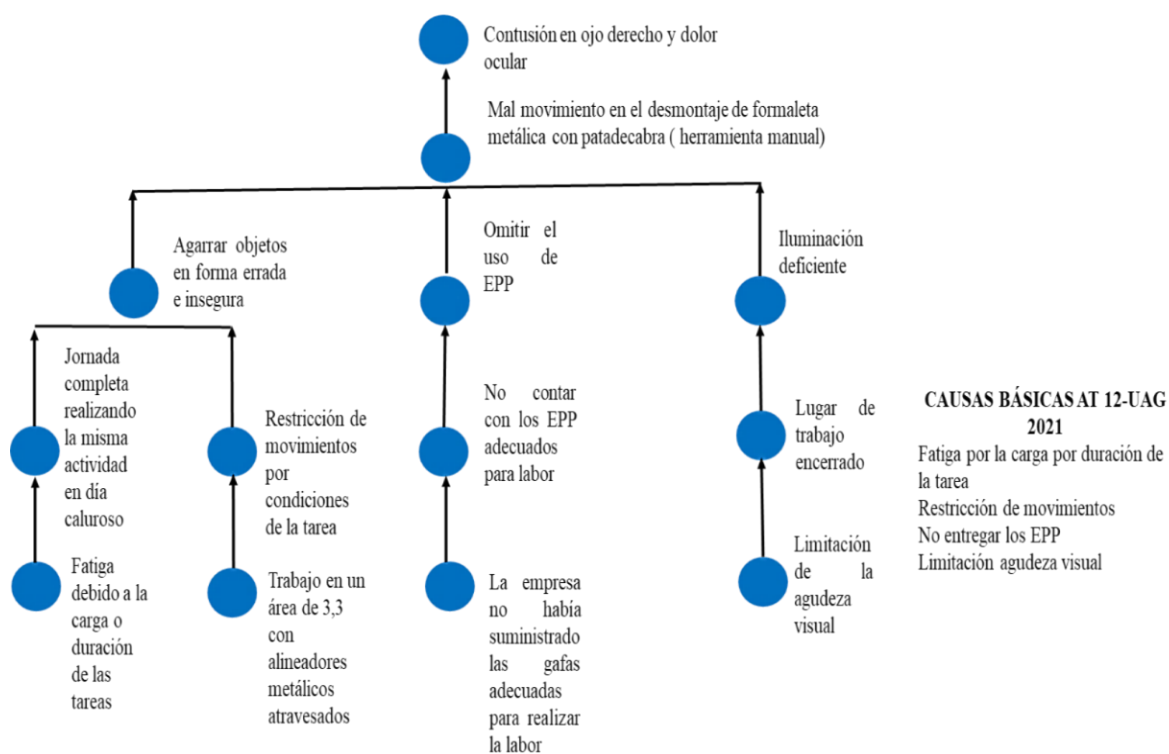 Contusión en ojo derecho y dolor
ocular
Mal movimiento en el desmontaje de formaleta
metálica con patadecabra ( herramienta manual)
Agarrar objetos
en forma errada
e insegura
Omitir el
uso de
EPP
Iluminación
deficiente
Jornada
completa
realizando
la misma
actividad
en día
caluroso
Restricción de
movimientos
por
condiciones
de la tarea
No contar
con los EPP
adecuados
para labor
Lugar de
trabajo
encerrado
Fatiga
debido a la
carga o
duración
de las
tareas
Trabajo en un
área de 3,3
con
alineadores
metálicos
atravesados
La empresa
no había
suministrado
las gafas
adecuadas
para realizar
la labor
Limitación
de la
agudeza
visual
CAUSAS BÁSICAS AT 12-UAG
2021
Fatiga por la carga por duración de
la tarea
Restricción de movimientos
No entregar los EPP
Limitación agudeza visual